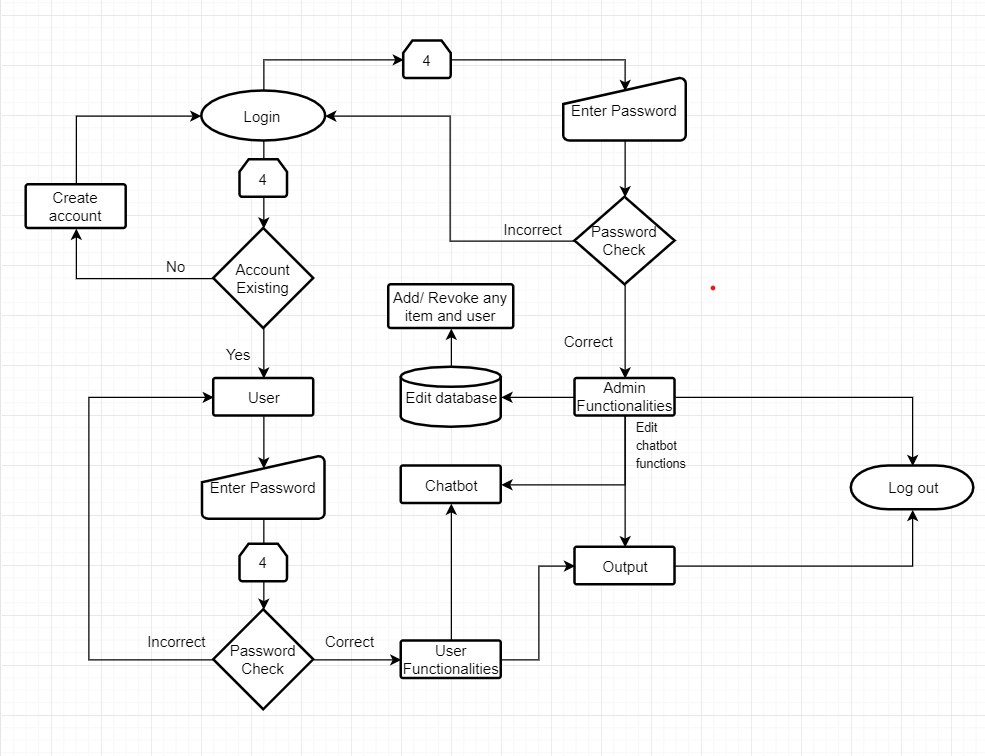 4
Login
Enter Password
4
Create
account
Incorrect
Password
Check
No
Account
Existing
Add/ Revoke any
item and user
Correct
Yes
User
Edit database
Admin
Functionalities
Edit
chatbot
functions
Enter Password
Chatbot
Log out
4
Output
Incorrect
Password
Check
Correct
User
Functionalities